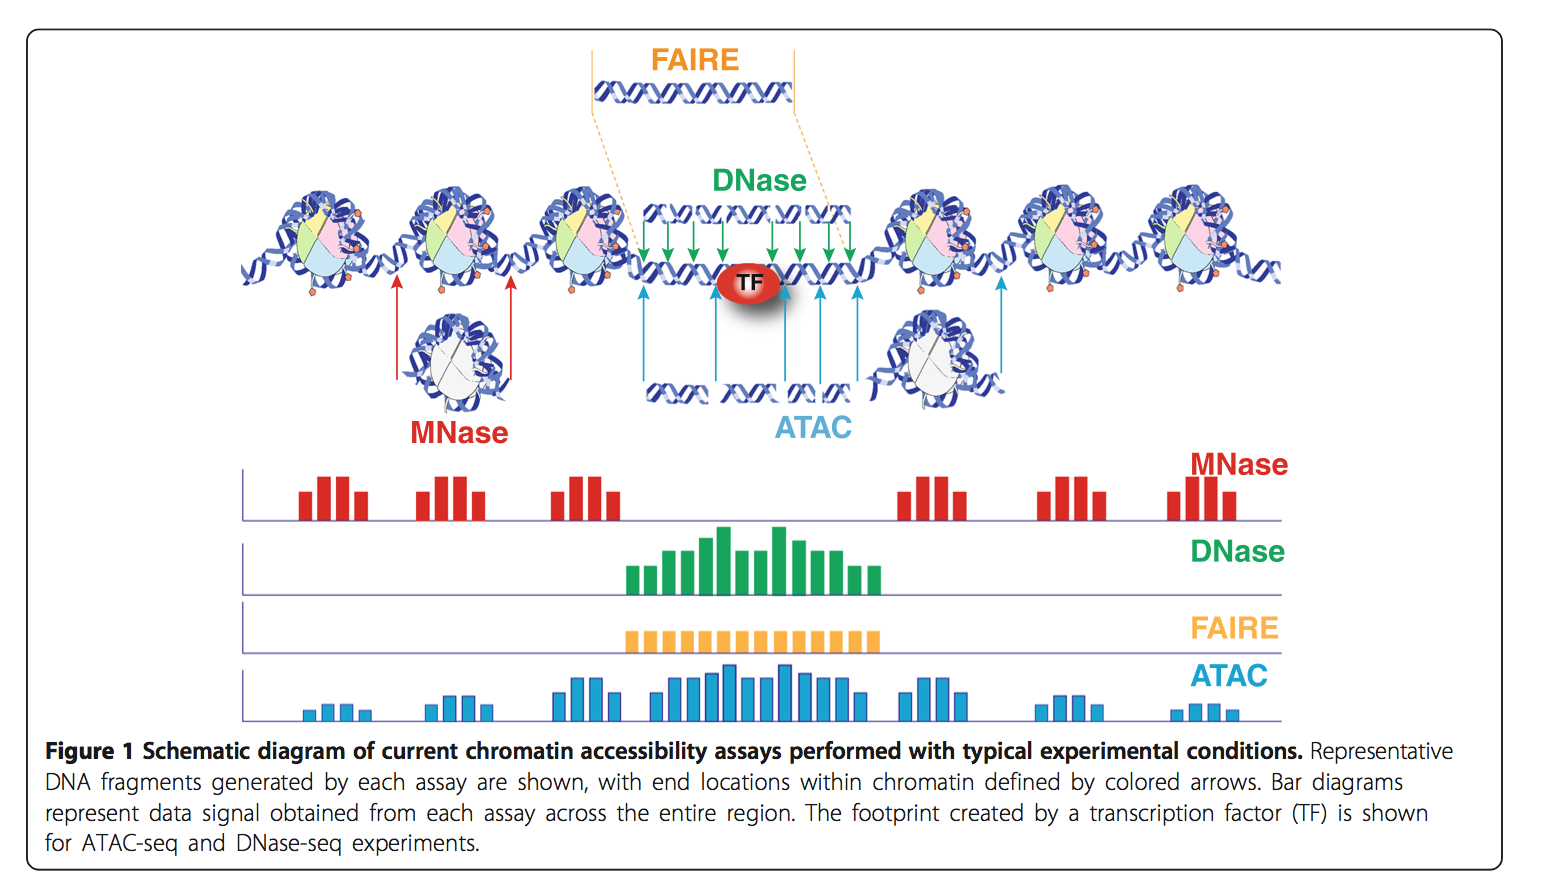 FAIRE
DNase
TF
MNase
ATAC
MNase
DNase
FAIRE
ATAC
Figure 1 Schematic diagram of current chromatin accessibility assays performed with typical experimental conditions. Representative
DNA fragments generated by each assay are shown, with end locations within chromatin defined by colored arrows. Bar diagrams
represent data signal obtained from each assay across the entire region. The footprint created by a transcription factor (TF) is shown
for ATAC-seq and DNase-seq experiments.